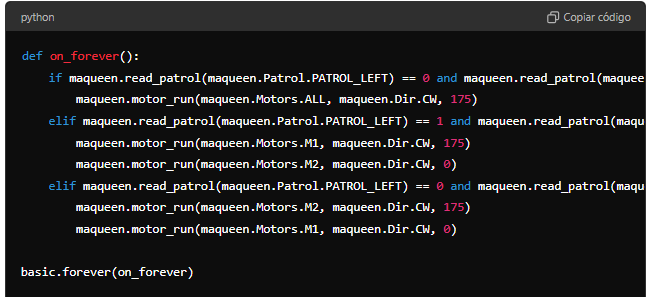 python
Copiar código
def on_forever():
if maqueen.read_patrol(maqueen.Patrol.PATROL_LEFT) == 0 and maqueen.read_patrol(maquee
maqueen.motor_run(maqueen.Motors.ALL, maqueen.Dir.CW, 175)
elif maqueen.read_patrol(maqueen.Patrol.PATROL_LEFT) == 1 and maqueen.read_patrol(maqu
maqueen.motor_run(maqueen.Motors.M1, maqueen.Dir.CW, 175)
maqueen.motor_run(maqueen.Motors.M2, maqueen.Dir.CW, 0)
elif maqueen.read_patrol(maqueen.Patrol.PATROL_LEFT) == 0 and maqueen.read_patrol(maqu
maqueen.motor_run(maqueen.Motors.M2, maqueen.Dir.CW, 175)
maqueen.motor_run(maqueen.Motors.M1, maqueen.Dir.CW, 0)
basic.forever(on_forever)